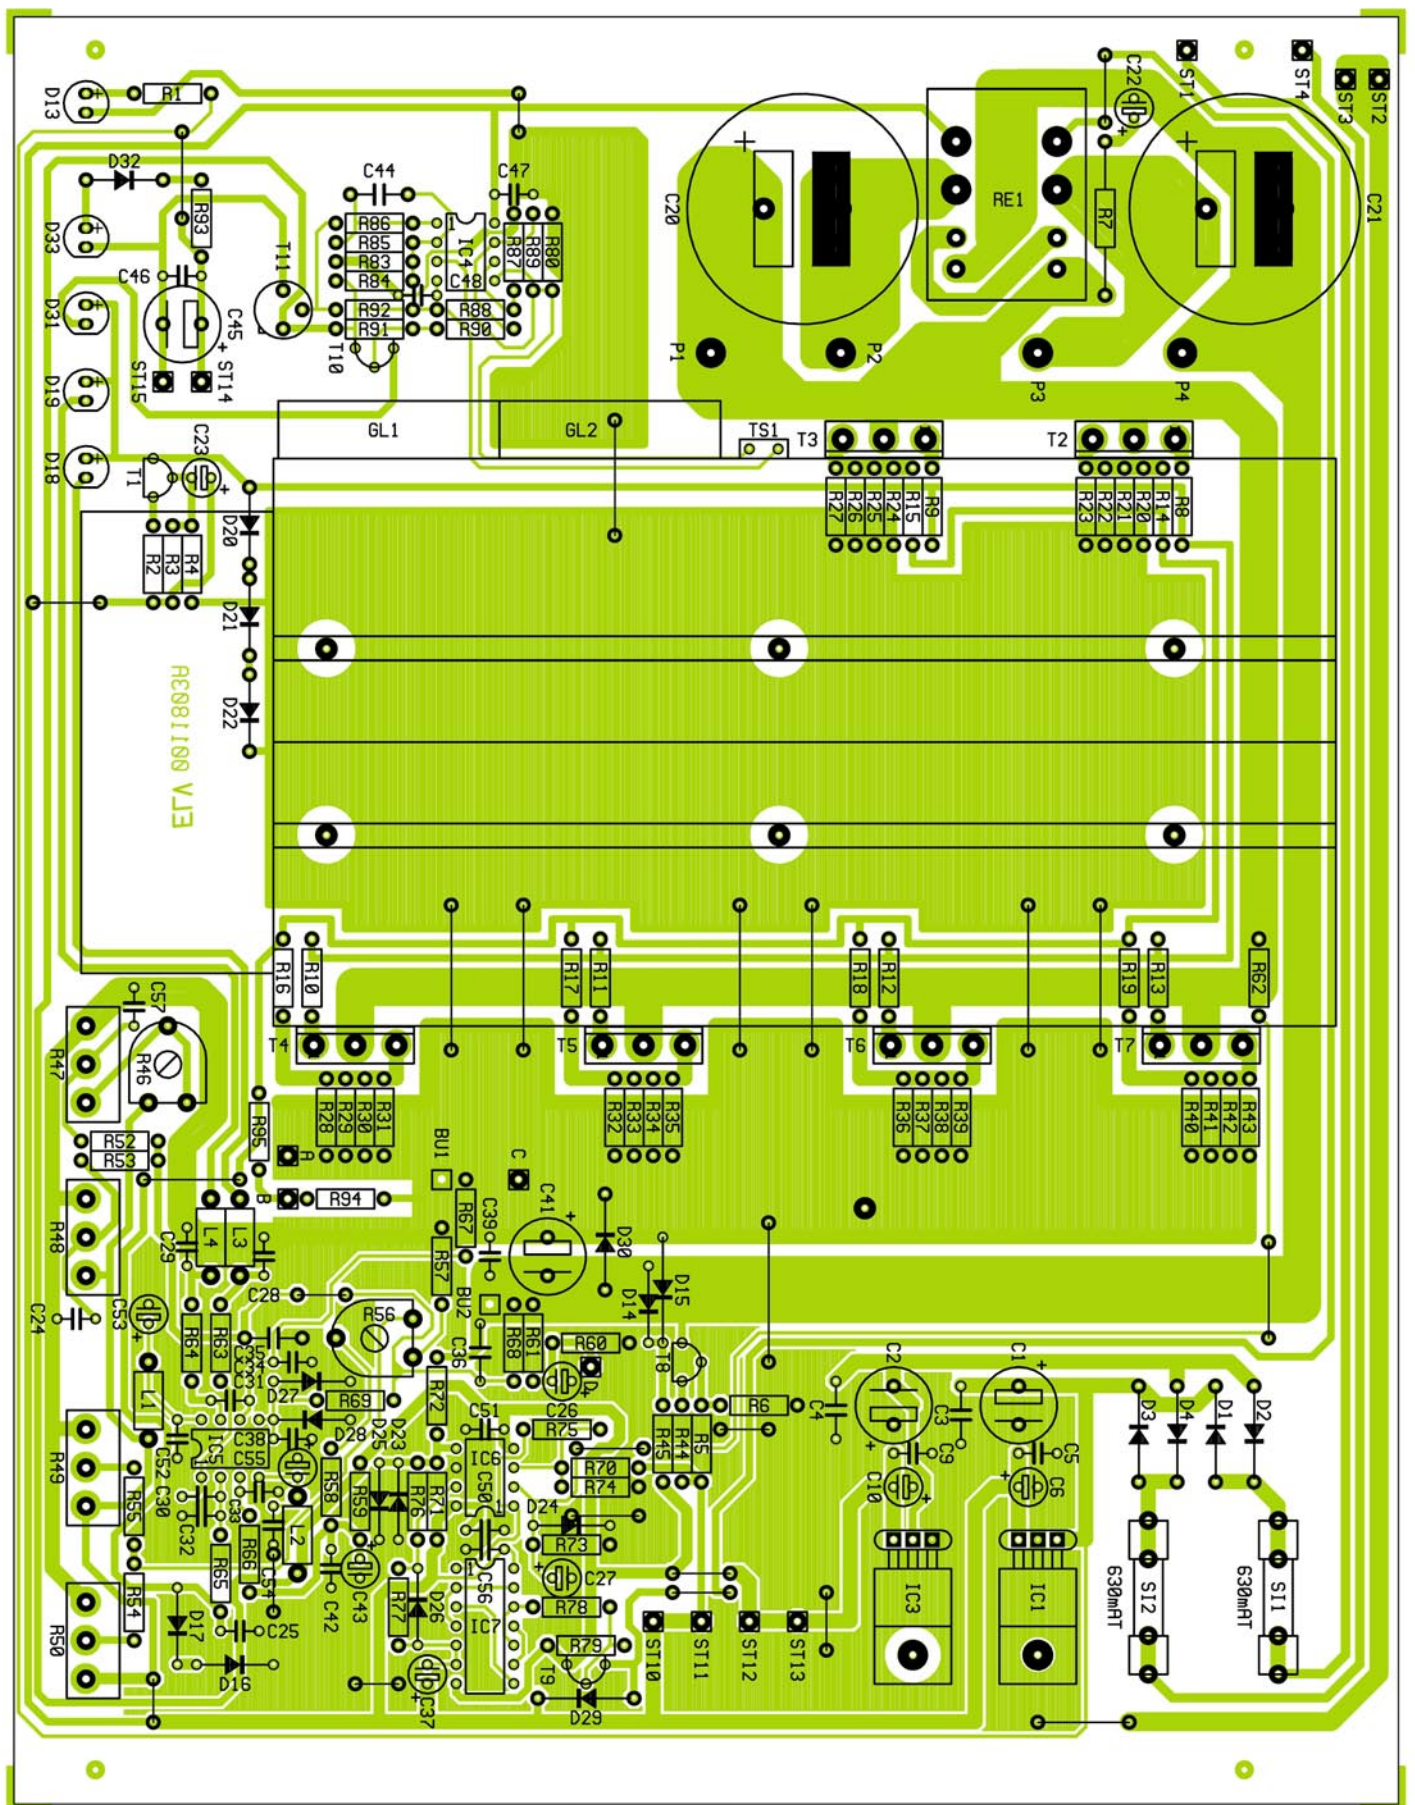 ST1
ST4
ST3
ST2
C22
D13
R1
D32
C44
C47
R93
D33
R86
R85
R83
R84
R92
R91
IC4
1
C48
R88
R90
R87
R89
R80
C20
RE1
R7
C21
T11
C46
D31
C45
T10
ST15
ST14
P1
P2
P3
P4
D19
GL1
GL2
TS1
T3
T2
D18
T1
C23
R27
R26
R25
R24
R15
R9
R23
R22
R21
R20
R14
R8
D20
R2
R3
R4
D21
D22
ELV 0011803A
R16
R10
R17
R11
R18
R12
R19
R13
R62
C57
R47
R46
T4
T5
T6
T7
R28
R29
R30
R31
R32
R33
R34
R35
R36
R37
R38
R39
R40
R41
R42
R43
R52
R53
R95
A
B
R94
BU1
C
C41
R67
C39
R48
C29
L4
L3
R57
D30
D15
D14
C28
BU2
C24
C53
R64
R63
R56
C36
R68
R61
R60
D
T8
C35
C34
C31
D27
R69
R72
C26
C2
C1
L1
C51
R75
R45
R44
R5
R6
C4
C3
D3
D4
D1
D2
D28
D25
D23
IC5
C38
C55
IC6
C50
1
R70
R74
C9
C5
C10
C6
R49
C52
C30
R55
C32
C33
R58
R59
R76
R71
D24
R73
L2
R66
R65
C54
C42
C43
R77
D26
1
C56
IC7
C27
R78
R79
T9
IC3
IC1
SI2
630mAT
SI1
630mAT
R54
R50
D17
C25
D16
C37
D29
ST10
ST11
ST12
ST13